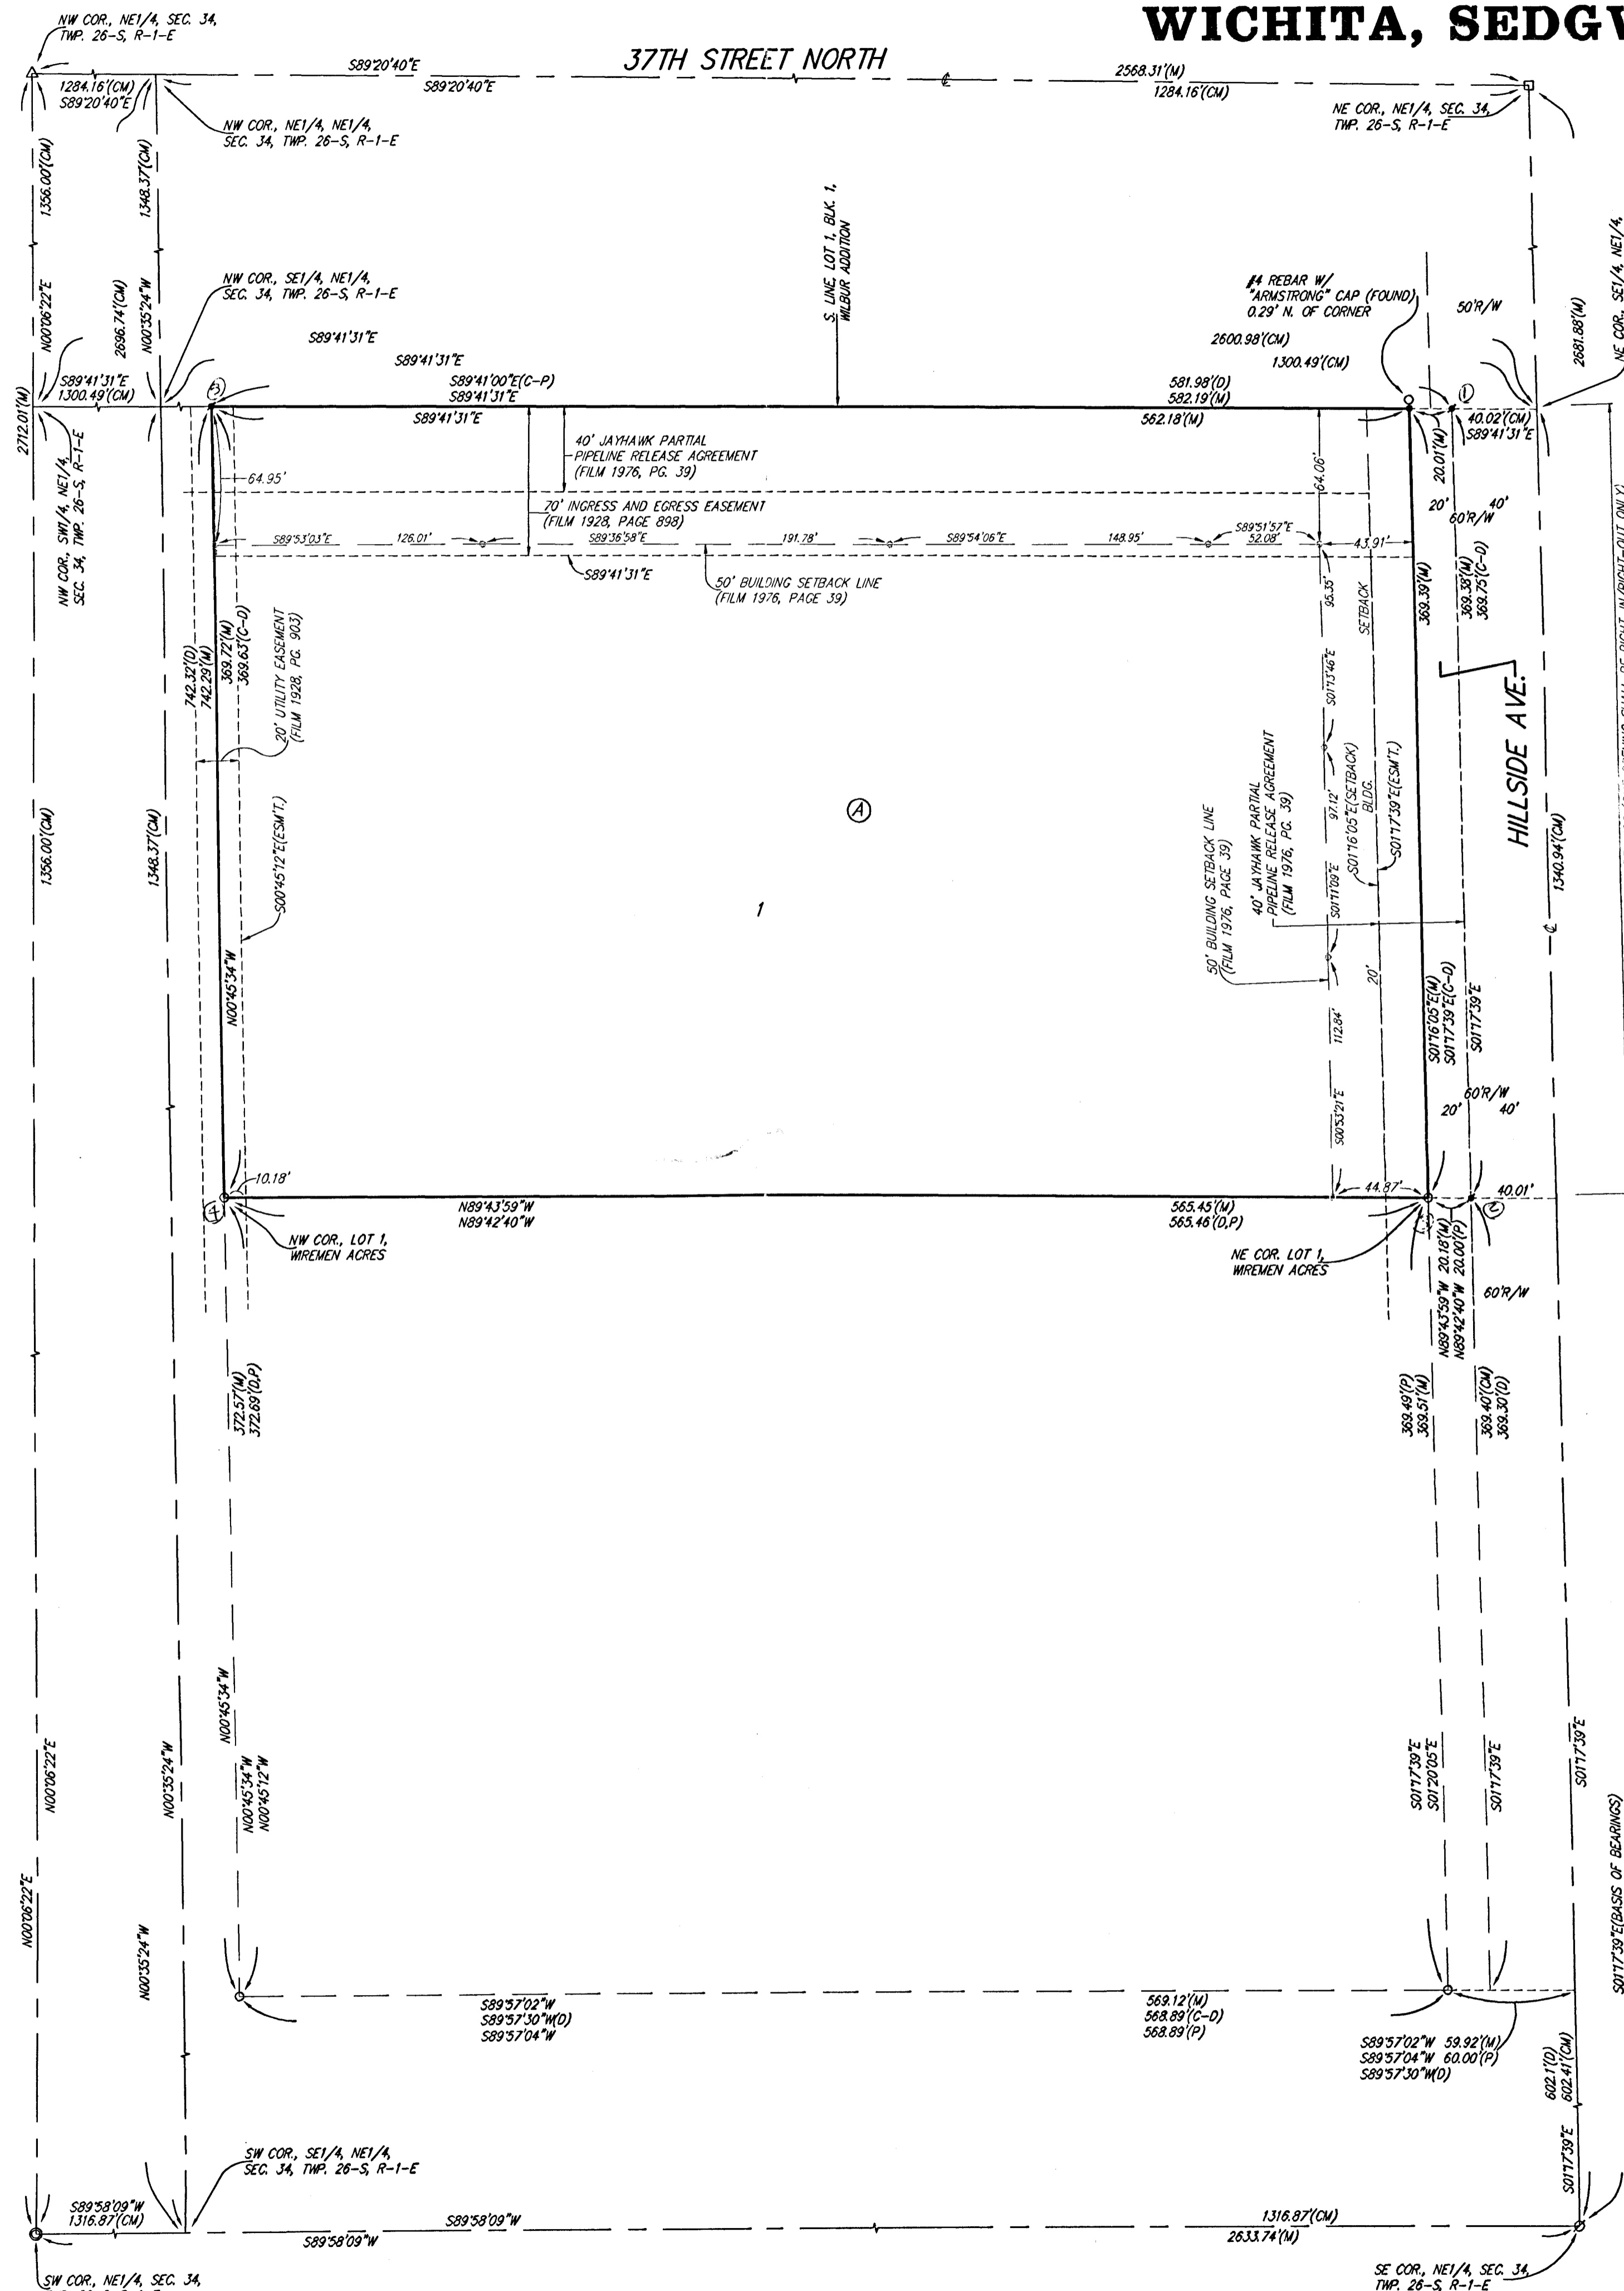 WICHITA, SEDGW
NW COR., NE1/4, SEC. 34,
TWP. 26-S, R-1-E
37TH STREET NORTH
S89°20'40"E
S89°20'40"E
2568.31'(M)
1284.16'(CM)
1284.16'(CM)
S89°20'40"E
NE COR., NE1/4, SEC. 34,
TWP. 26-S, R-1-E
NW COR., NE1/4, NE1/4,
SEC. 34, TWP. 26-S, R-1-E
1356.00'(CM)
1348.37'(CM)
S. LINE, LOT 1, BLK. 1,
WILBUR ADDITION
NE COR., SE1/4, NE1/4,
NW COR., SE1/4, NE1/4,
SEC. 34, TWP. 26-S, R-1-E
N00°06'22"E
2696.74'(CM)
N00°35'24"W
#4 REBAR W/
"ARMSTRONG" CAP (FOUND)
0.29' N. OF CORNER
50'R/W
2681.88'(M)
S89°41'31"E
S89°41'31"E
2600.98'(CM)
1300.49'(CM)
S89°41'31"E
1300.49'(CM)
3
S89°41'00"E(C-P)
S89°41'31"E
S89°41'31"E
581.98'(D)
582.19'(M)
562.18'(M)
1
40.02'(CM)
S89°41'31"E
20.01'(M)
2712.01'(M)
NW COR., SW1/4, NE1/4,
SEC. 34, TWP. 26-S, R-1-E
40' JAYHAWK PARTIAL
PIPELINE RELEASE AGREEMENT
(FILM 1976, PG. 39)
64.95'
64.06'
70' INGRESS AND EGRESS EASEMENT
(FILM 1928, PAGE 898)
20'
40'
60'R/W
S89°53'03"E
126.01'
S89°36'58"E
191.78'
S89°54'06"E
148.95'
S89°51'57"E
52.08'
43.91'
S89°41'31"E
50' BUILDING SETBACK LINE
(FILM 1976, PAGE 39)
742.32'(D)
742.29'(M)
369.72'(M)
369.63'(C-D)
20' UTILITY EASEMENT
(FILM 1928, PG. 903)
95.35'
SETBACK
369.39'(M)
369.38'(M)
369.75'(C-D)
S01°13'46"E
HILLSIDE AVE.
1356.00'(CM)
1348.37'(CM)
S00°45'12"E(ESM'T.)
A
1
50' BUILDING SETBACK LINE
(FILM 1976, PAGE 39)
40' JAYHAWK PARTIAL
PIPELINE RELEASE AGREEMENT
(FILM 1976, PG. 39)
97.12'
S01°16'05"E(SETBACK)
BLDG.
S01°17'39"E(ESM'T.)
1340.94'(CM)
S01°11'09"E
20'
N00°45'34"W
112.84'
S01°16'05"E(M)
S01°17'39"E(C-D)
S01°17'39"E
S00°53'21"E
60'R/W
20'
40'
10.18'
4
N89°43'59"W
N89°42'40"W
565.45'(M)
565.46'(D,P)
44.87'
40.01'
2
NW COR., LOT 1,
WIREMEN ACRES
NE COR. LOT 1,
WIREMEN ACRES
N89°43'59"W 20.18'(M)
N89°42'40"W 20.00'(P)
60'R/W
372.57'(M)
372.69'(D,P)
369.49'(P)
369.51'(M)
369.40'(CM)
369.30'(D)
N00°45'34"W
N00°06'22"E
N00°35'24"W
N00°45'34"W
N00°45'12"W
S01°17'39"E
S01°20'05"E
S01°17'39"E
S01°17'39"E
S01°17'39"E(BASIS OF BEARINGS)
N00°06'22"E
N00°35'24"W
S89°57'02"W
S89°57'30"W(D)
S89°57'04"W
569.12'(M)
568.89'(C-D)
568.89'(P)
S89°57'02"W 59.92'(M)
S89°57'04"W 60.00'(P)
S89°57'30"W(D)
602.1'(D)
602.41'(CM)
S01°17'39"E
SW COR., SE1/4, NE1/4,
SEC. 34, TWP. 26-S, R-1-E
S89°58'09"W
1316.87'(CM)
S89°58'09"W
S89°58'09"W
1316.87'(CM)
2633.74'(M)
SW COR., NE1/4, SEC. 34,
SE COR., NE1/4, SEC. 34,
TWP. 26-S, R-1-E